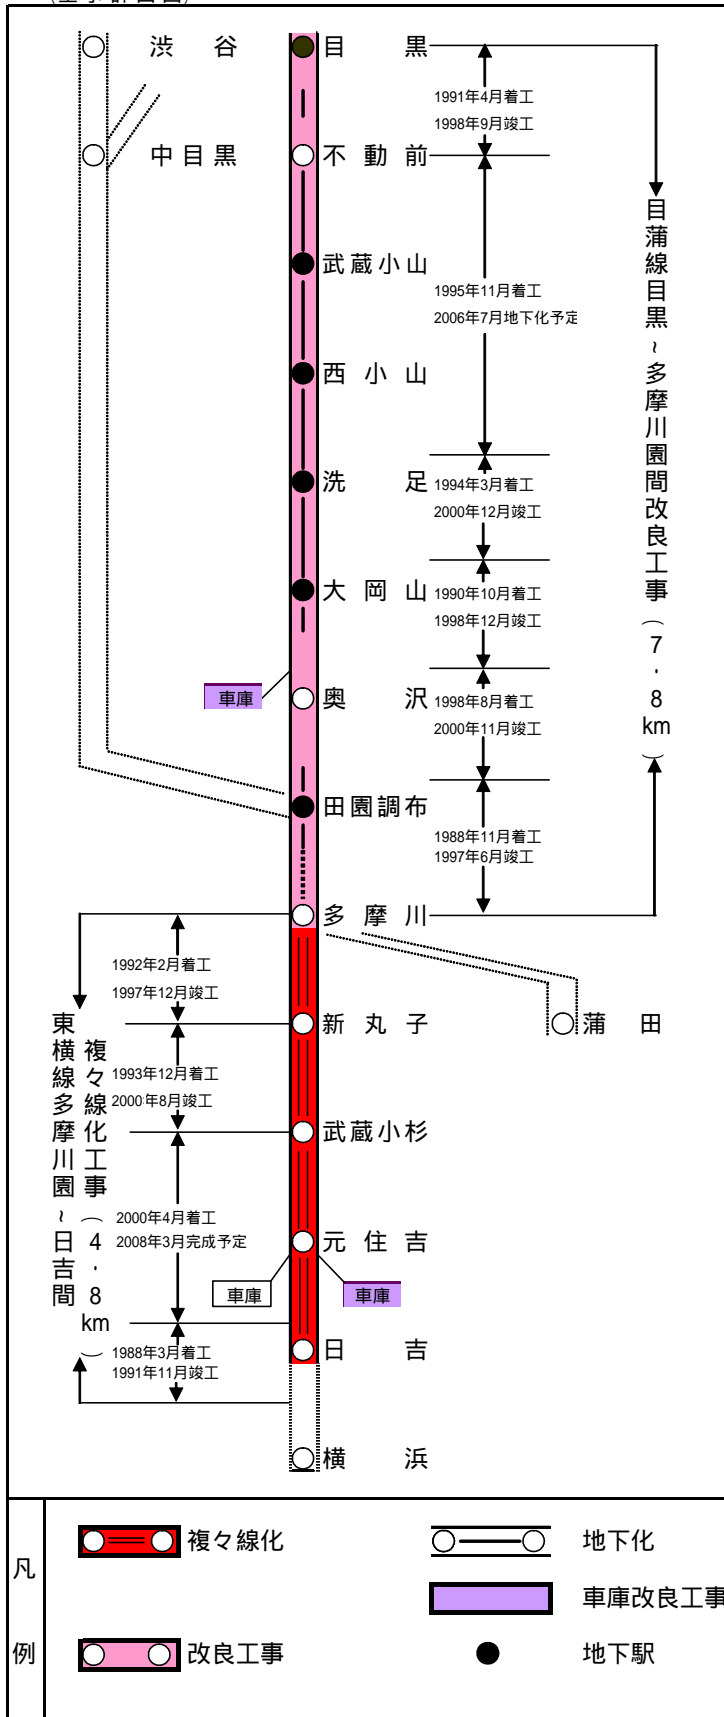 渋谷
目黒
1991年4月着工
1998年9月竣工
中目黒
不動前
武蔵小山
1995年11月着工
2006年7月地下化予定
西小山
洗足
1994年3月着工
2000年12月竣工
大岡山
1990年10月着工
1998年12月竣工
車庫
奥沢
1998年8月着工
2000年11月竣工
田園調布
1988年11月着工
1997年6月竣工
多摩川
目蒲線目黒~多摩川園間改良工事(7.8km)
1992年2月着工
1997年12月竣工
新丸子
蒲田
1993年12月着工
2000年8月竣工
武蔵小杉
2000年4月着工
2008年3月完成予定
元住吉
車庫
車庫
1988年3月着工
1991年11月竣工
日吉
東横線多摩川園~日吉間
複々線化工事(4.8km)
横浜
凡例
複々線化
地下化
車庫改良工事
改良工事
地下駅